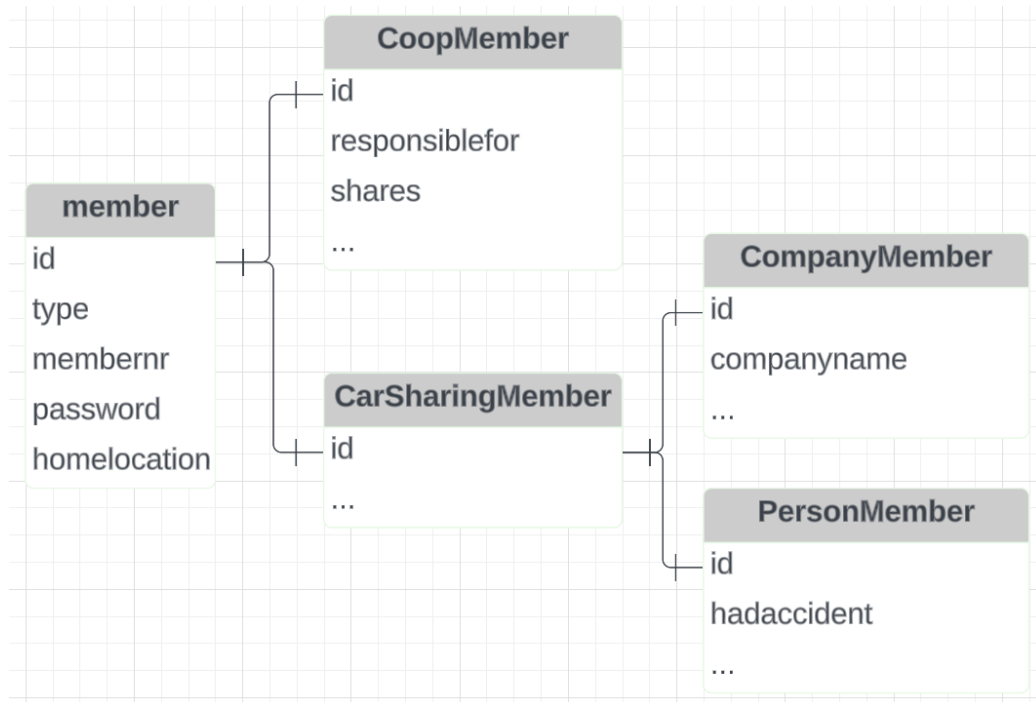 CoopMember
id
responsiblefor
shares
...
member
id
type
membernr
password
homelocation
CarSharingMember
id
...
CompanyMember
id
companyname
...
PersonMember
id
hadaccident
...